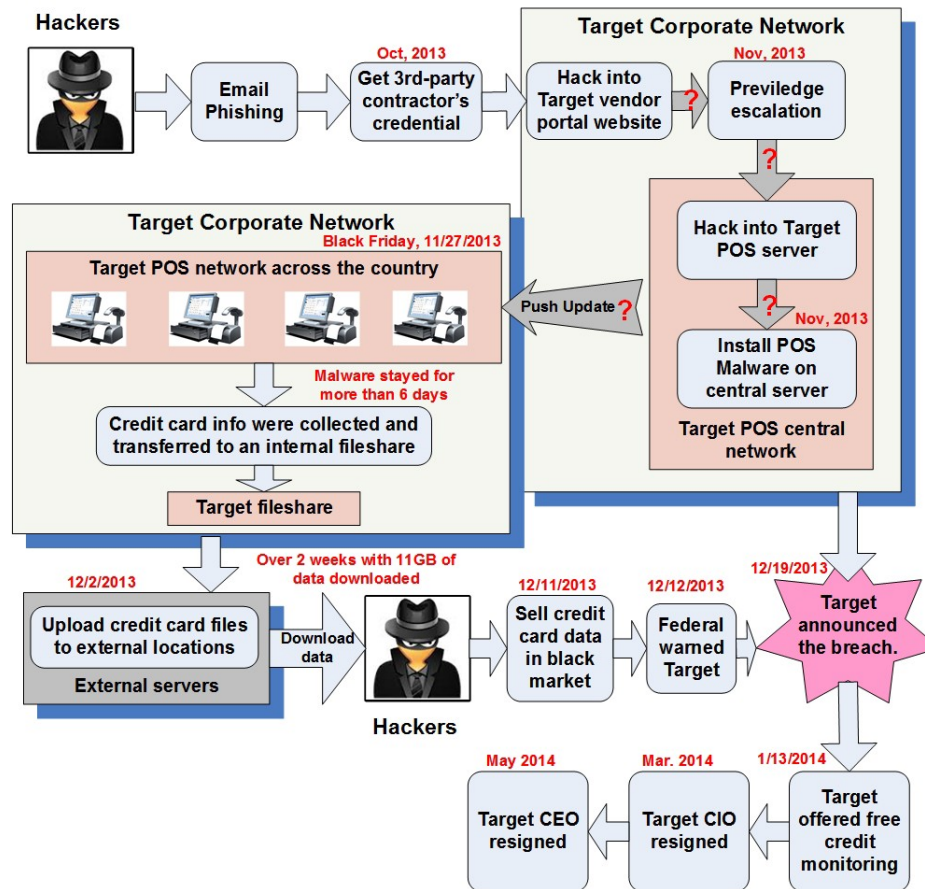 Hackers
Email
Phishing
Oct, 2013
Get 3rd-party
contractor's
credential
Target Corporate Network
Hack into
Target vendor
portal website
?
Nov, 2013
Previledge
escalation
?
Hack into Target
POS server
?
Nov, 2013
Install POS
Malware on
central server
Target POS central
network
Push Update ?
Target Corporate Network
Black Friday, 11/27/2013
Target POS network across the country
Malware stayed for
more than 6 days
Credit card info were collected and
transferred to an internal fileshare
Target fileshare
12/2/2013
Upload credit card files
to external locations
External servers
Over 2 weeks with 11GB of
data downloaded
Download
data
Hackers
12/11/2013
Sell credit
card data
in black
market
12/12/2013
Federal
warned
Target
12/19/2013
Target
announced
the breach.
1/13/2014
Target
offered free
credit
monitoring
Mar. 2014
Target CIO
resigned
May 2014
Target CEO
resigned